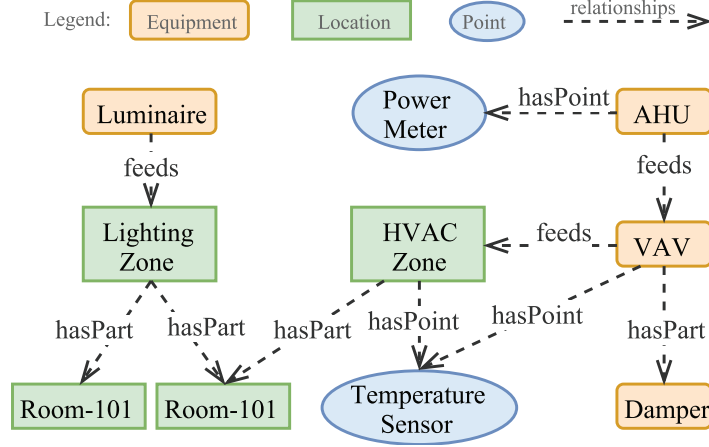 Legend: Equipment Location Point relationships
Luminaire Power Meter hasPoint AHU
feeds feeds
Lighting Zone HVAC Zone feeds VAV
hasPart hasPart hasPart hasPoint hasPoint hasPart
Room-101 Room-101 Temperature Sensor Damper